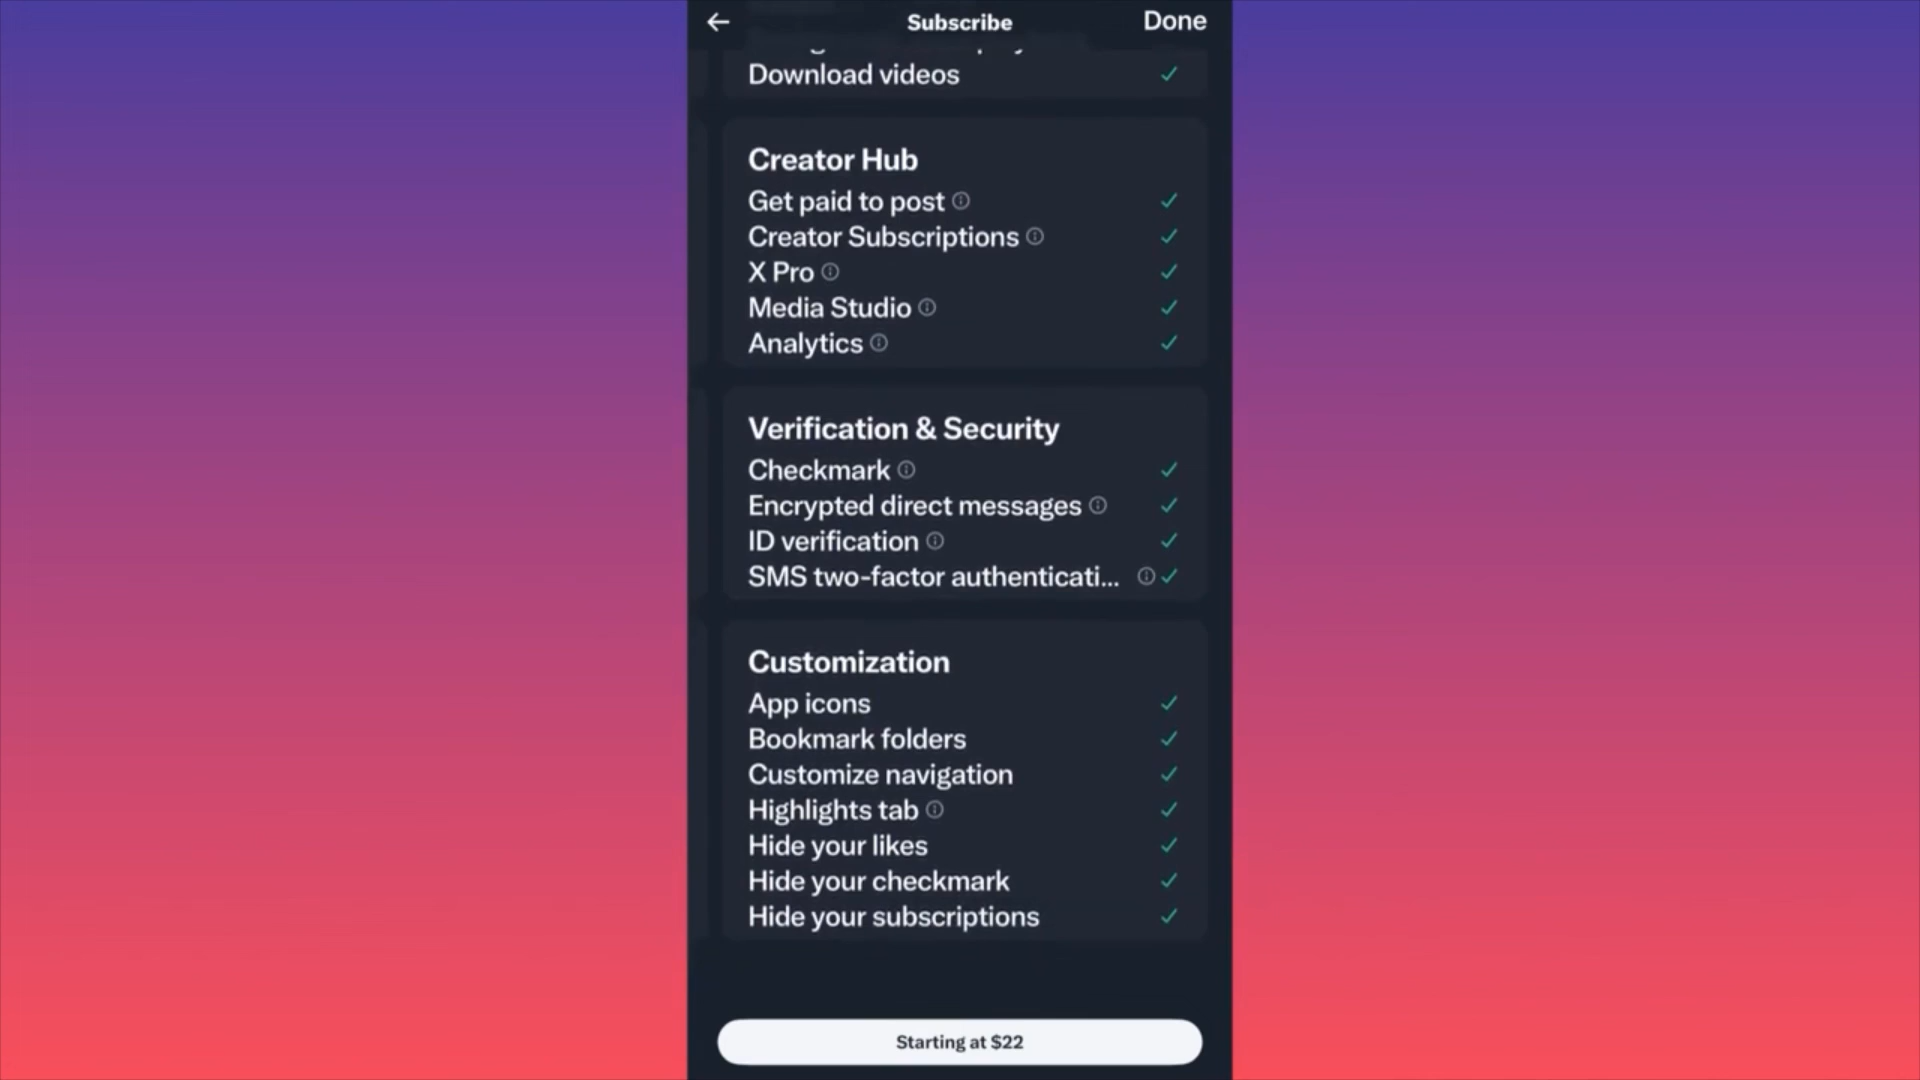 Subscribe
Done
Download videos
Creator Hub
Get paid to post
Creator Subscriptions
X Pro
Media Studio
Analytics
Verification & Security
Checkmark
Encrypted direct messages
ID verification
SMS two-factor authenticati...
Customization
App icons
Bookmark folders
Customize navigation
Highlights tab
Hide your likes
Hide your checkmark
Hide your subscriptions
Starting at $22